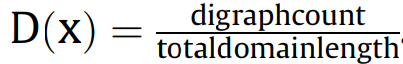 D(x) = digraphcount / totaldomainlength.